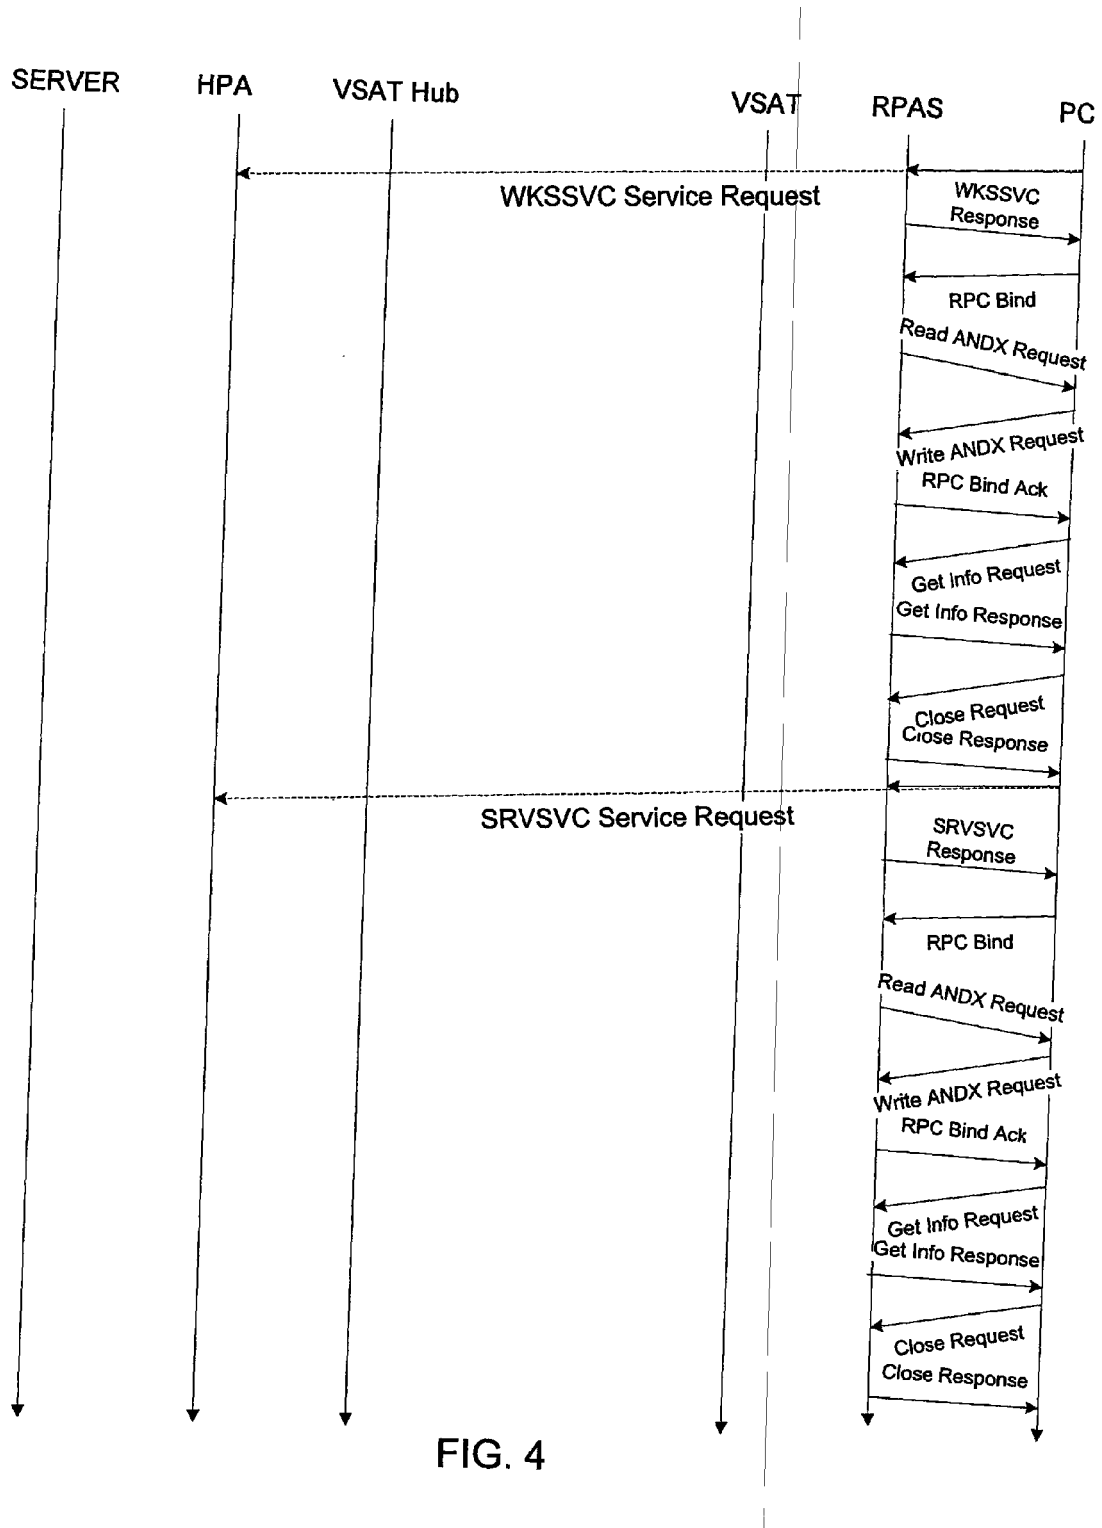 SERVER
HPA
VSAT Hub
VSAT
RPAS
PC
WKSSVC Service Request
WKSSVC
Response
RPC Bind
Read ANDX Request
Write ANDX Request
RPC Bind Ack
Get Info Request
Get Info Response
Close Request
Close Response
SRVSVC Service Request
SRVSVC
Response
RPC Bind
Read ANDX Request
Write ANDX Request
RPC Bind Ack
Get Info Request
Get Info Response
Close Request
Close Response
FIG. 4